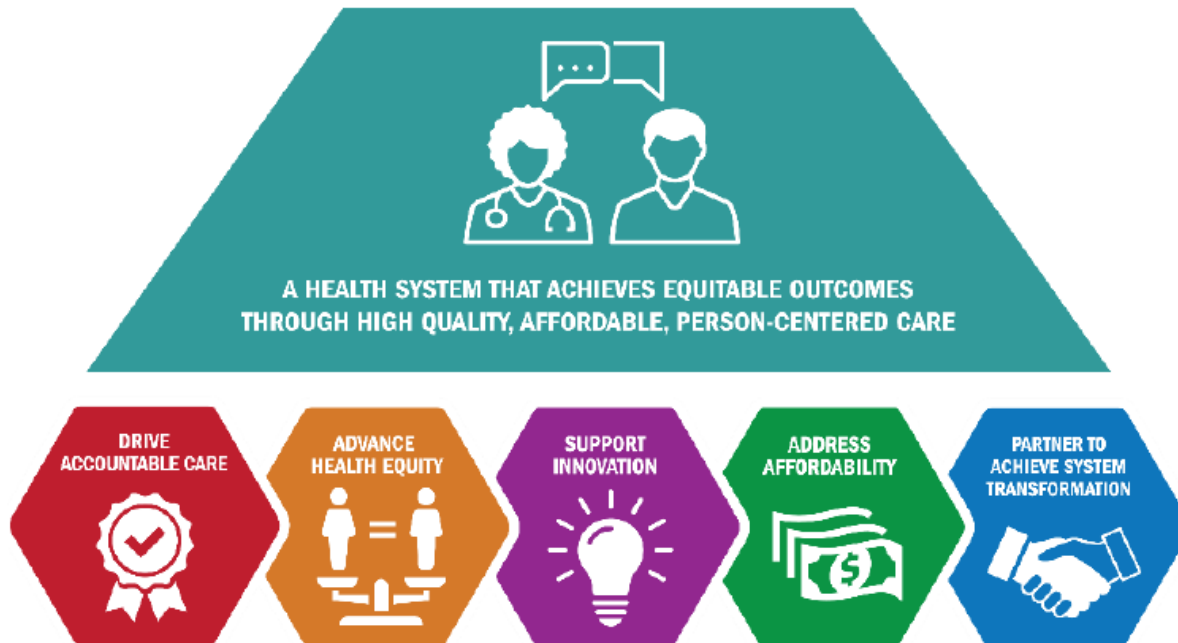 A HEALTH SYSTEM THAT ACHIEVES EQUITABLE OUTCOMES
THROUGH HIGH QUALITY, AFFORDABLE, PERSON-CENTERED CARE
DRIVE
ACCOUNTABLE CARE
ADVANCE
HEALTH EQUITY
=
SUPPORT
INNOVATION
ADDRESS
AFFORDABILITY
$
PARTNER TO
ACHIEVE SYSTEM
TRANSFORMATION